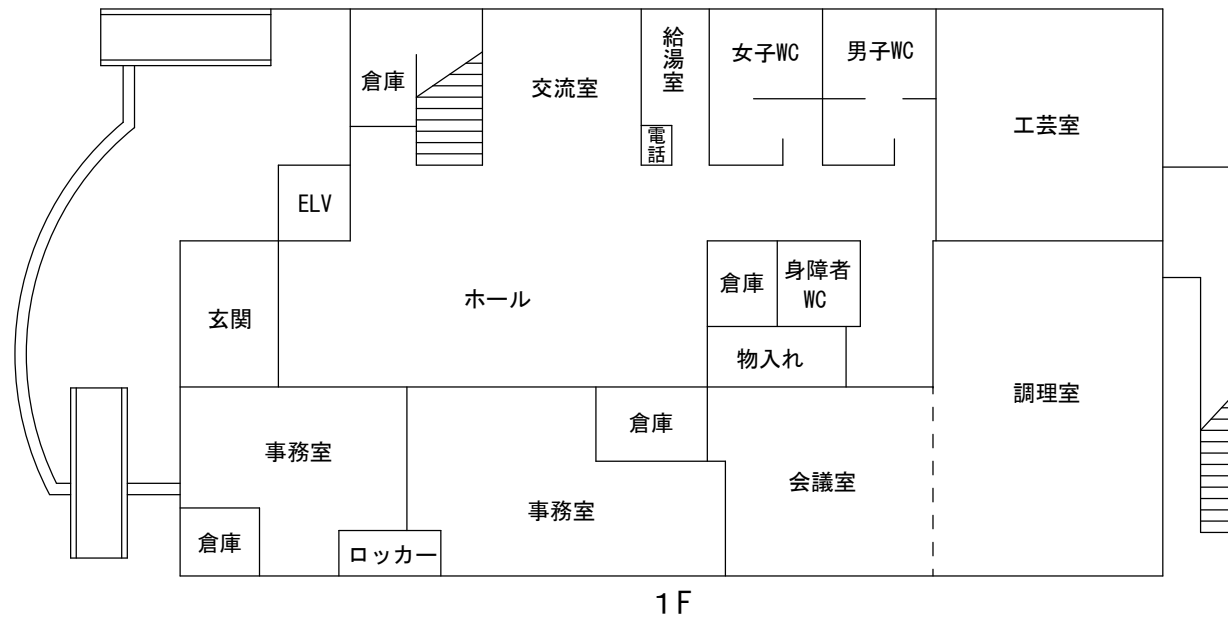 給湯室
女子WC
男子WC
倉庫
交流室
工芸室
電話
ELV
倉庫
身障者
WC
ホール
玄関
物入れ
調理室
倉庫
事務室
会議室
事務室
倉庫
ロッカー
1F